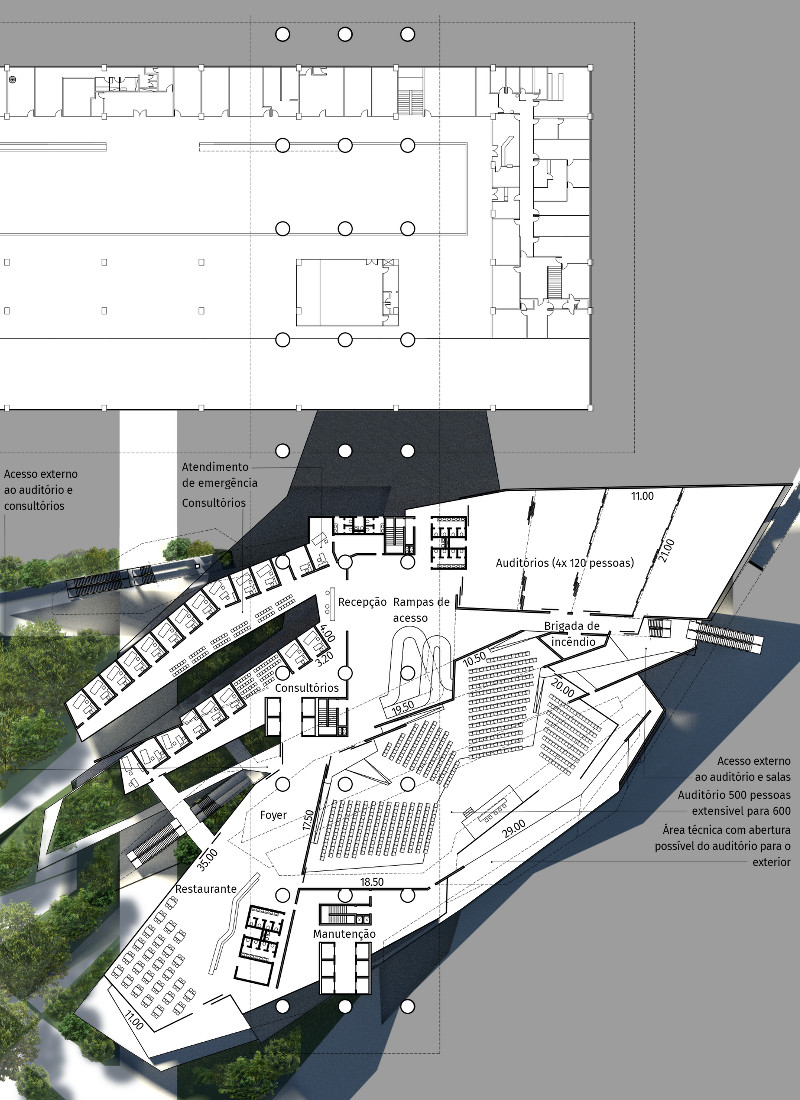 Acesso externo
ao auditório e
consultórios
Atendimento
de emergência
Consultórios
11.00
21.00
Auditórios (4x 120 pessoas)
Recepção
Rampas de
acesso
Brigada de
incêndio
4.00
3.20
10.50
20.00
Consultórios
19.50
Acesso externo
ao auditório e salas
Auditório 500 pessoas
extensivel para 600
Área técnica com abertura
possível do auditório para o
exterior
Foyer
17.50
29.00
35.00
Restaurante
18.50
Manutenção
11.00